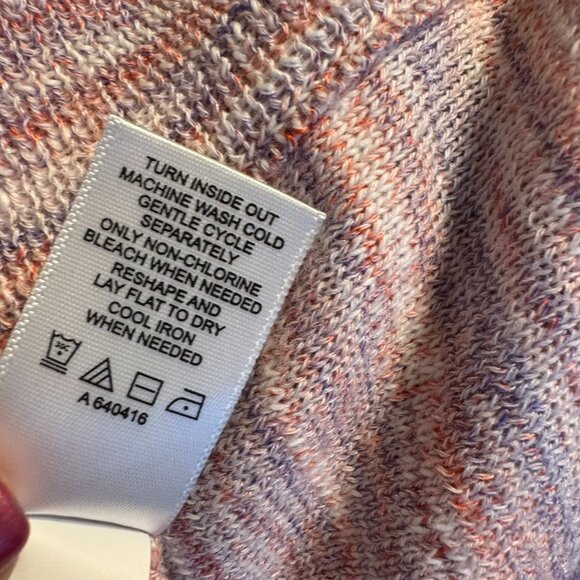 TURN INSIDE OUT
MACHINE WASH COLD
GENTLE CYCLE
SEPARATELY
ONLY NON-CHLORINE
BLEACH WHEN NEEDED
RESHAPE AND
LAY FLAT TO DRY
COOL IRON
WHEN NEEDED
30C
A 640416